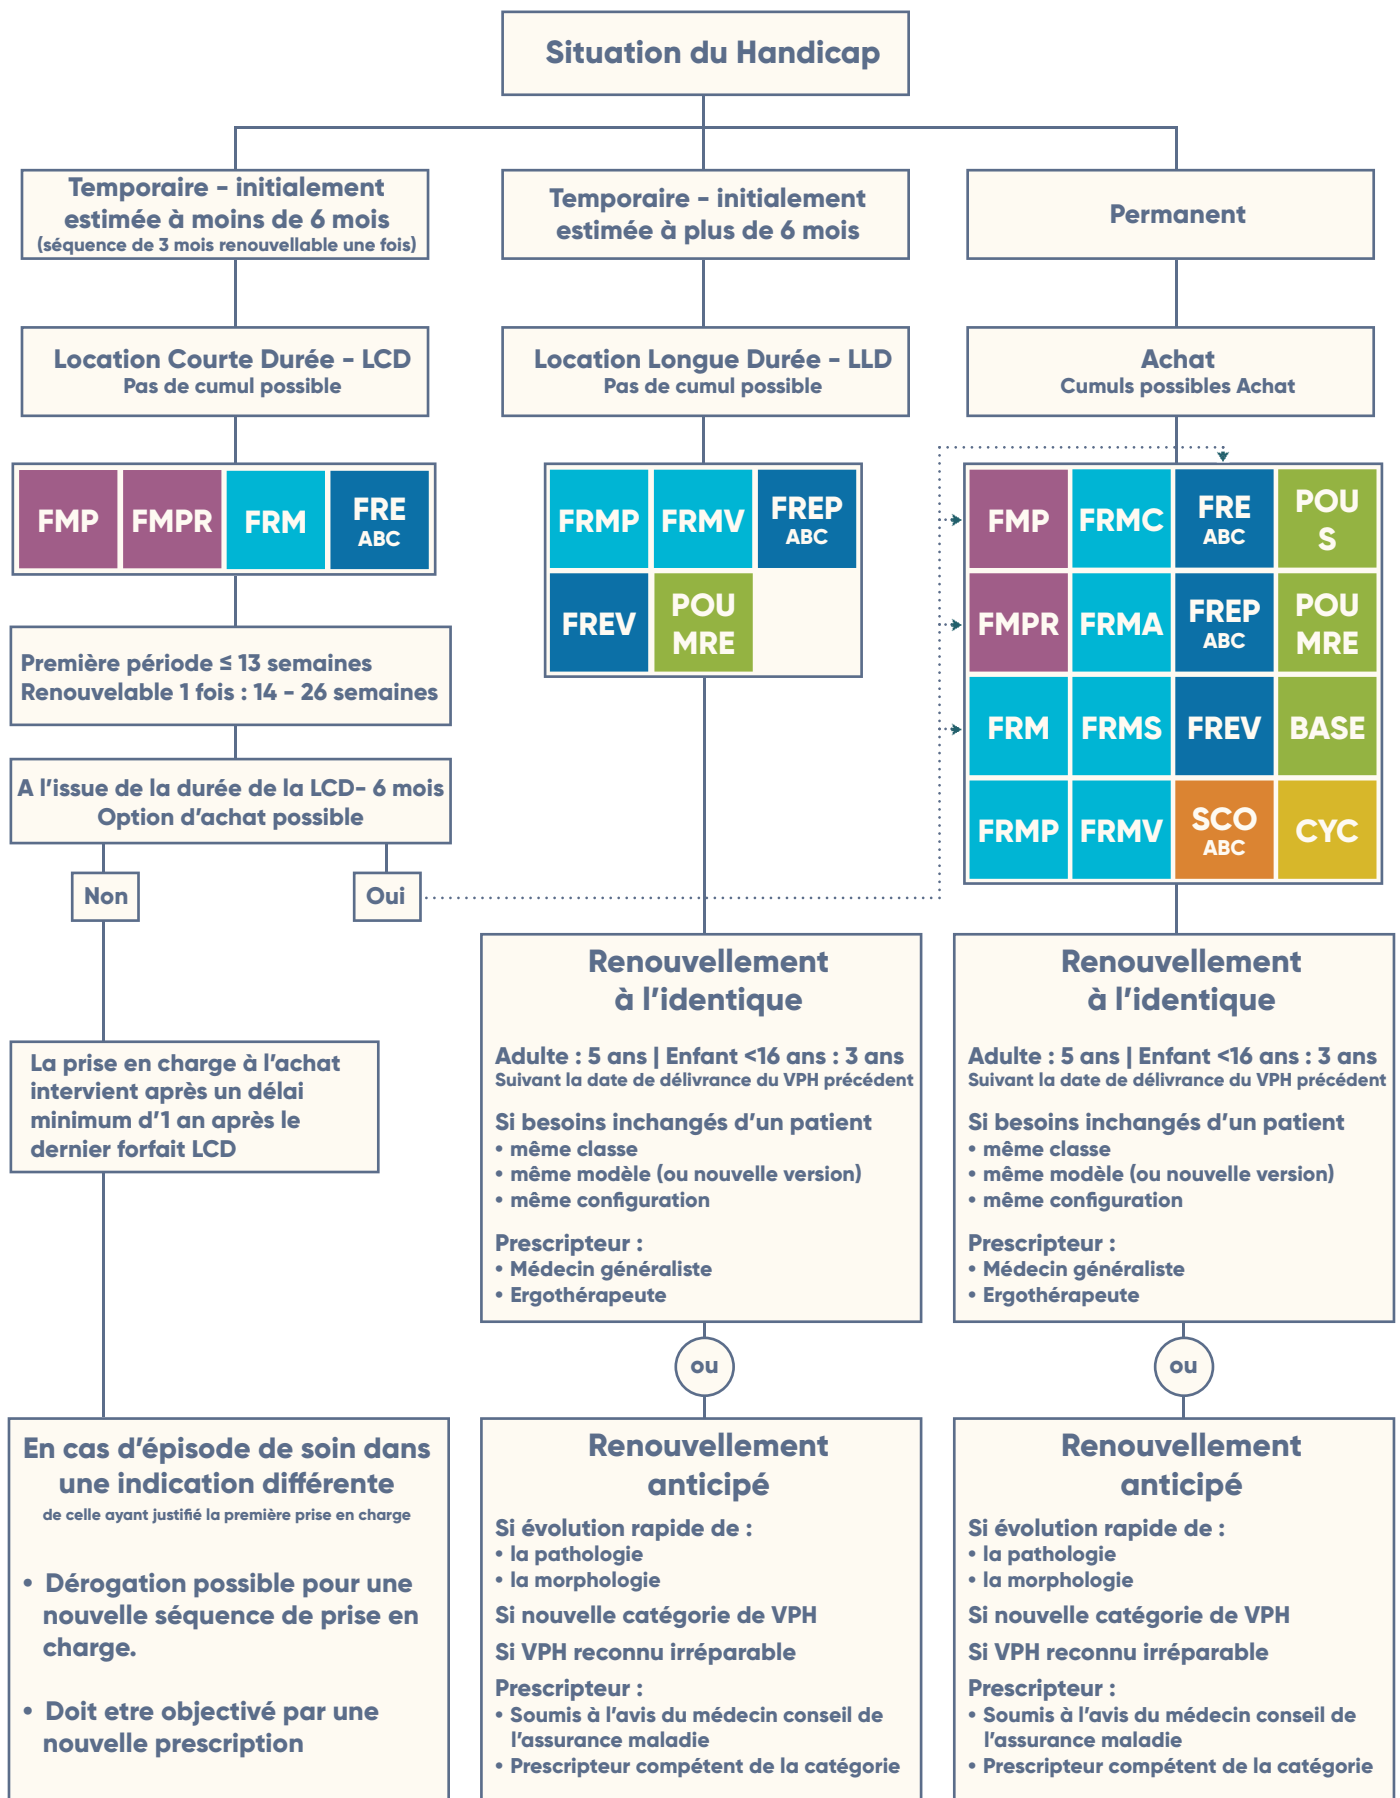 Situation du Handicap
Temporaire - initialement
estimée à moins de 6 mois
(séquence de 3 mois renouvellable une fois)
Temporaire - initialement
estimée à plus de 6 mois
Permanent
Location Courte Durée - LCD
Pas de cumul possible
Location Longue Durée - LLD
Pas de cumul possible
Achat
Cumuls possibles Achat
FMP
FMPR
FRM
FRE
ABC
Première période ≤ 13 semaines
Renouvelable 1 fois : 14 - 26 semaines
A l'issue de la durée de la LCD- 6 mois
Option d'achat possible
Non
Oui
La prise en charge à l'achat
intervient après un délai
minimum d'1 an après le
dernier forfait LCD
En cas d'épisode de soin dans
une indication différente
de celle ayant justifié la première prise en charge
• Dérogation possible pour une
nouvelle séquence de prise en
charge.
• Doit etre objectivé par une
nouvelle prescription
FRMP
FRMV
FREP
ABC
FREV
POU
MRE
Renouvellement
à l'identique
Adulte : 5 ans | Enfant <16 ans : 3 ans
Suivant la date de délivrance du VPH précédent
Si besoins inchangés d'un patient
• même classe
• même modèle (ou nouvelle version)
• même configuration
Prescripteur :
• Médecin généraliste
• Ergothérapeute
ou
Renouvellement
anticipé
Si évolution rapide de :
• la pathologie
• la morphologie
Si nouvelle catégorie de VPH
Si VPH reconnu irréparable
Prescripteur :
• Soumis à l'avis du médecin conseil de
l'assurance maladie
• Prescripteur compétent de la catégorie
FMP
FRMC
FRE
ABC
POU
S
FMPR
FRMA
FREP
ABC
POU
MRE
FRM
FRMS
FREV
BASE
FRMP
FRMV
SCO
ABC
CYC
Renouvellement
à l'identique
Adulte : 5 ans | Enfant <16 ans : 3 ans
Suivant la date de délivrance du VPH précédent
Si besoins inchangés d'un patient
• même classe
• même modèle (ou nouvelle version)
• même configuration
Prescripteur :
• Médecin généraliste
• Ergothérapeute
ou
Renouvellement
anticipé
Si évolution rapide de :
• la pathologie
• la morphologie
Si nouvelle catégorie de VPH
Si VPH reconnu irréparable
Prescripteur :
• Soumis à l'avis du médecin conseil de
l'assurance maladie
• Prescripteur compétent de la catégorie